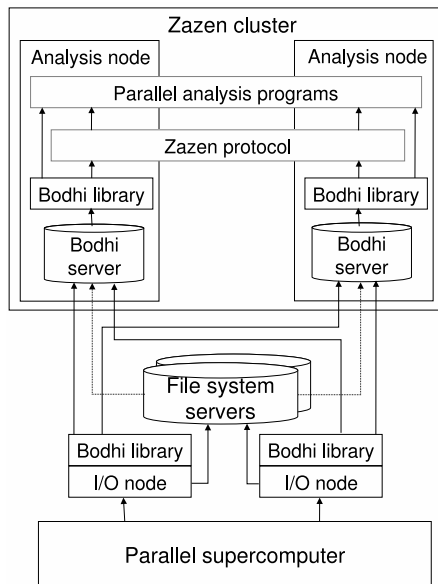 Zazen cluster
Analysis node
Analysis node
Parallel analysis programs
Zazen protocol
Bodhi library
Bodhi library
Bodhi
server
Bodhi
server
File system
servers
Bodhi library
Bodhi library
I/O node
I/O node
Parallel supercomputer